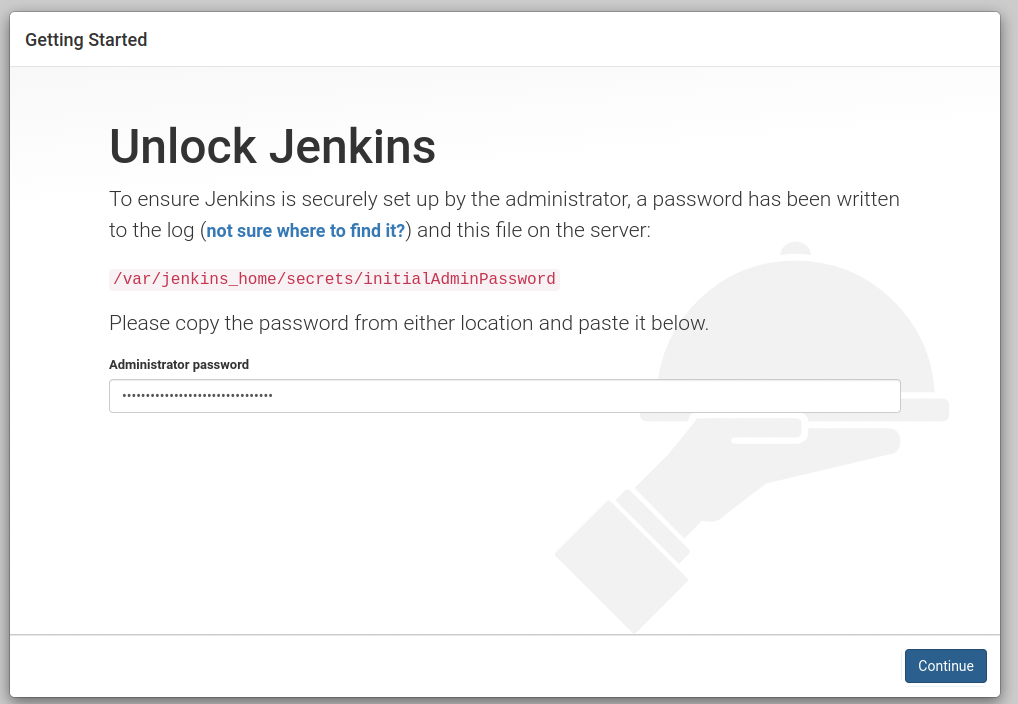 Getting Started
Unlock Jenkins
To ensure Jenkins is securely set up by the administrator, a password has been written
to the log (not sure where to find it?) and this file on the server:
/var/jenkins_home/secrets/initialAdminPassword
Please copy the password from either location and paste it below.
Administrator password
••••••••••••••••••••••••••••••••
Continue